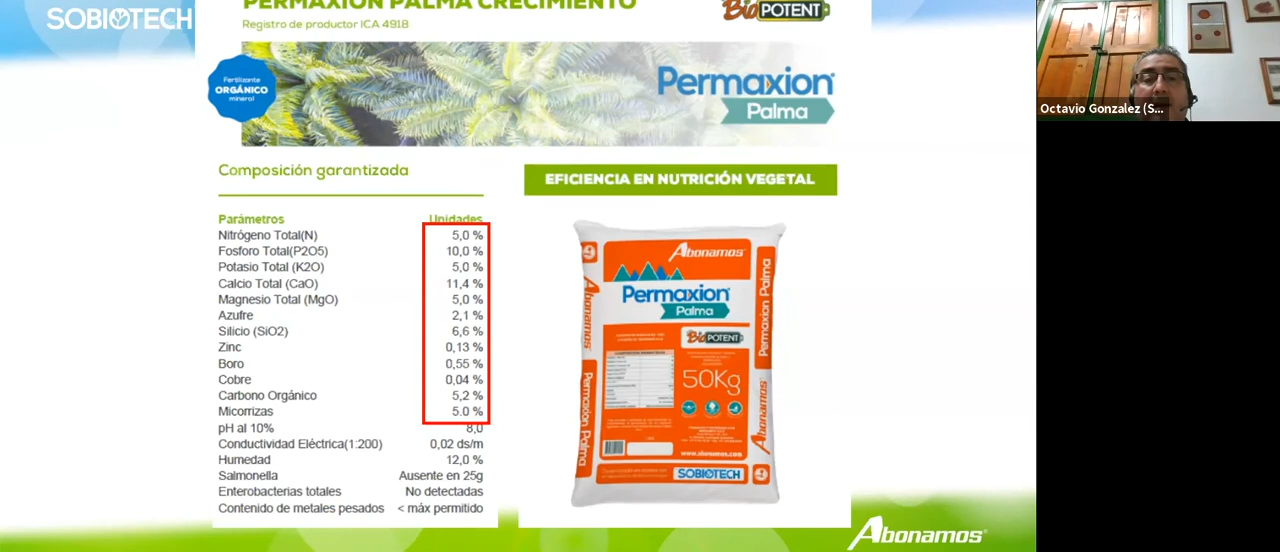 SOBIOTECH
PERMAXION PALMA CRECIMIENTO
Registro de productor ICA 4918
BioPOTENT
Fertilizante
ORGÁNICO
mineral
Permaxion
Palma
Octavio Gonzalez (S...
Composición garantizada
Parámetros Unidades
Nitrógeno Total(N) 5,0 %
Fosforo Total(P2O5) 10,0 %
Potasio Total (K2O) 5,0 %
Calcio Total (CaO) 11,4 %
Magnesio Total (MgO) 5,0 %
Azufre 2,1 %
Silicio (SiO2) 6,6 %
Zinc 0,13 %
Boro 0,55 %
Cobre 0,04 %
Carbono Orgánico 5,2 %
Micorrizas 5.0 %
pH al 10% 8,0
Conductividad Eléctrica(1:200) 0,02 ds/m
Humedad 12,0 %
Salmonella Ausente en 25g
Enterobacterias totales No detectadas
Contenido de metales pesados < máx permitido
EFICIENCIA EN NUTRICIÓN VEGETAL
Abonamos
Permaxion
Palma
BioPOTENT
50Kg
www.abonamos.com
SOBIOTECH
Abonamos
Permaxion Palma
Permaxion Palma
Abonamos
Abonamos